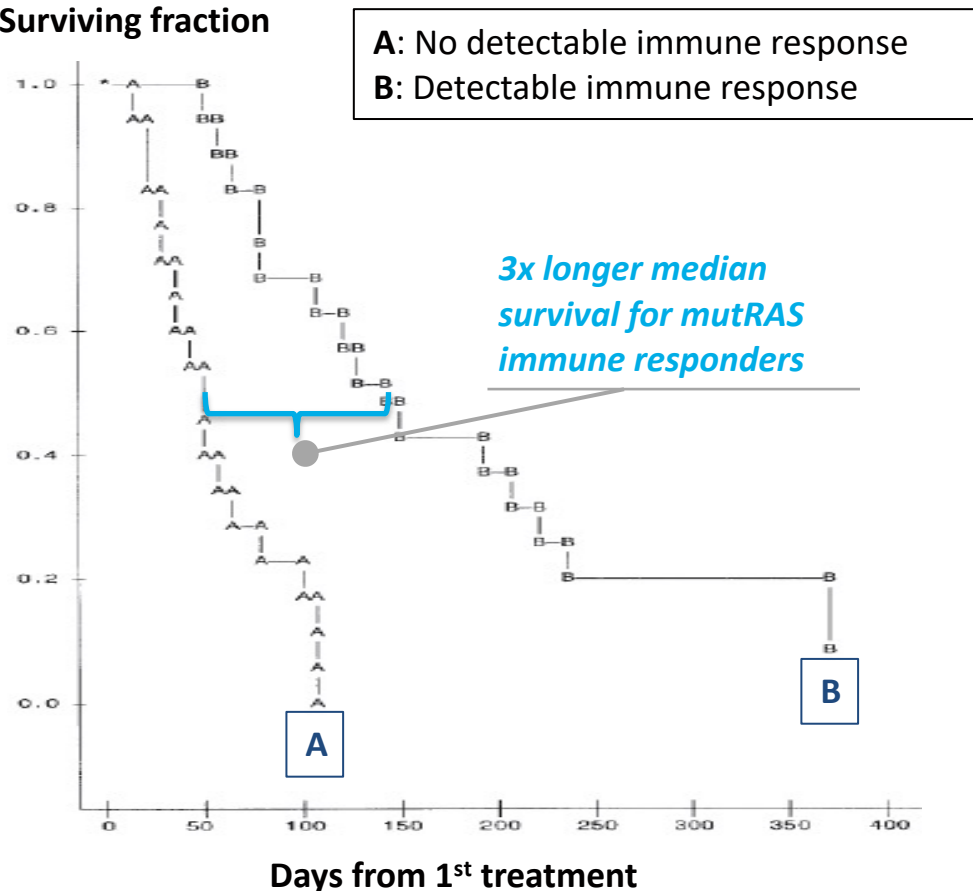 Surviving fraction
A: No detectable immune response
B: Detectable immune response
1.0
0.8
0.6
0.4
0.2
0.0
3x longer median
survival for mutRAS
immune responders
A
B
0 50 100 150 200 250 300 350 400
Days from 1st treatment